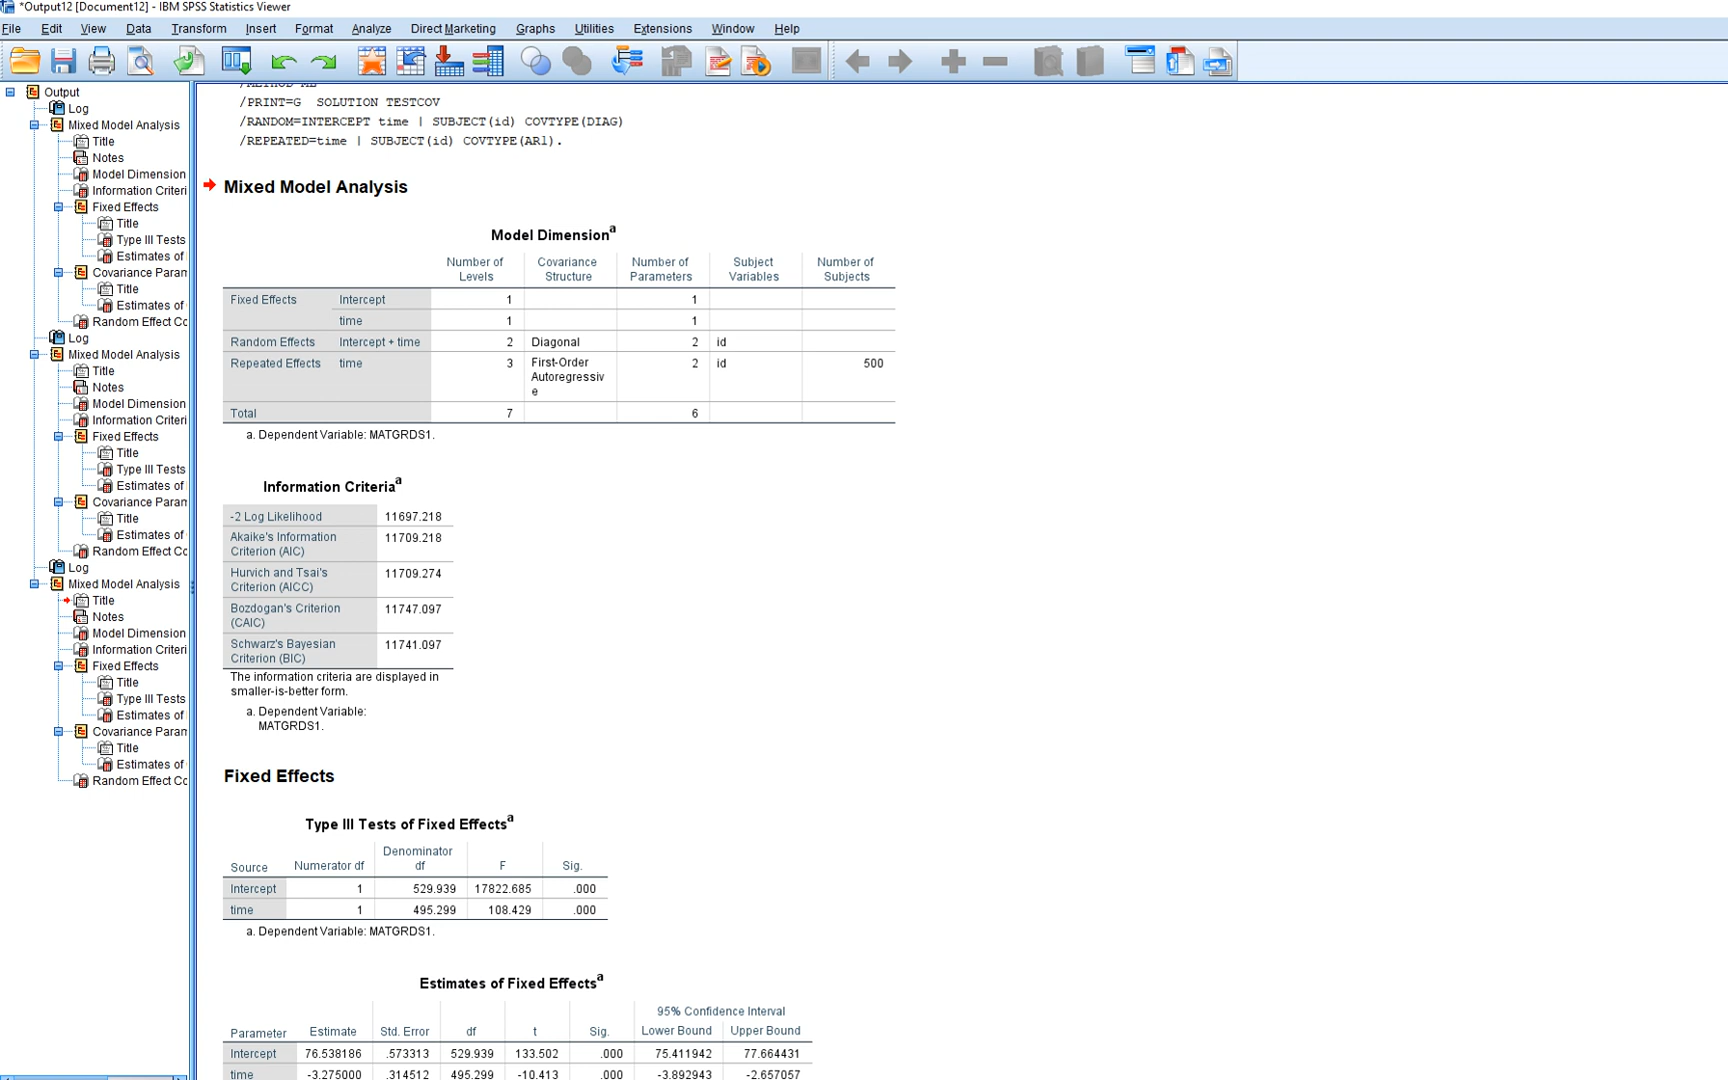 *Output12 [Document12] - IBM SPSS Statistics Viewer
File Edit View Data Transform Insert Format Analyze Direct Marketing Graphs Utilities Extensions Window Help
Output
Log
Mixed Model Analysis
Title
Notes
Model Dimension
Information Criteri
Fixed Effects
Title
Type III Tests
Estimates of
Covariance Param
Title
Estimates of
Random Effect Co
Log
Mixed Model Analysis
Title
Notes
Model Dimension
Information Criteri
Fixed Effects
Title
Type III Tests
Estimates of
Covariance Param
Title
Estimates of
Random Effect Co
Log
Mixed Model Analysis
Title
Notes
Model Dimension
Information Criteri
Fixed Effects
Title
Type III Tests
Estimates of
Covariance Param
Title
Estimates of
Random Effect Co
/METHOD=ML
/PRINT=G SOLUTION TESTCOV
/RANDOM=INTERCEPT time | SUBJECT(id) COVTYPE(DIAG)
/REPEATED=time | SUBJECT(id) COVTYPE(AR1).
Mixed Model Analysis
Model Dimensionᵃ
Number of Levels Covariance Structure Number of Parameters Subject Variables Number of Subjects
Fixed Effects Intercept 1 1
time 1 1
Random Effects Intercept + time 2 Diagonal 2 id
Repeated Effects time 3 First-Order Autoregressiv e 2 id 500
Total 7 6
a. Dependent Variable: MATGRDS1.
Information Criteriaᵃ
-2 Log Likelihood 11697.218
Akaike's Information Criterion (AIC) 11709.218
Hurvich and Tsai's Criterion (AICC) 11709.274
Bozdogan's Criterion (CAIC) 11747.097
Schwarz's Bayesian Criterion (BIC) 11741.097
The information criteria are displayed in
smaller-is-better form.
a. Dependent Variable:
MATGRDS1.
Fixed Effects
Type III Tests of Fixed Effectsᵃ
Source Numerator df Denominator df F Sig.
Intercept 1 529.939 17822.685 .000
time 1 495.299 108.429 .000
a. Dependent Variable: MATGRDS1.
Estimates of Fixed Effectsᵃ
95% Confidence Interval
Parameter Estimate Std. Error df t Sig. Lower Bound Upper Bound
Intercept 76.538186 .573313 529.939 133.502 .000 75.411942 77.664431
time -3.275000 .314512 495.299 -10.413 .000 -3.892943 -2.657057